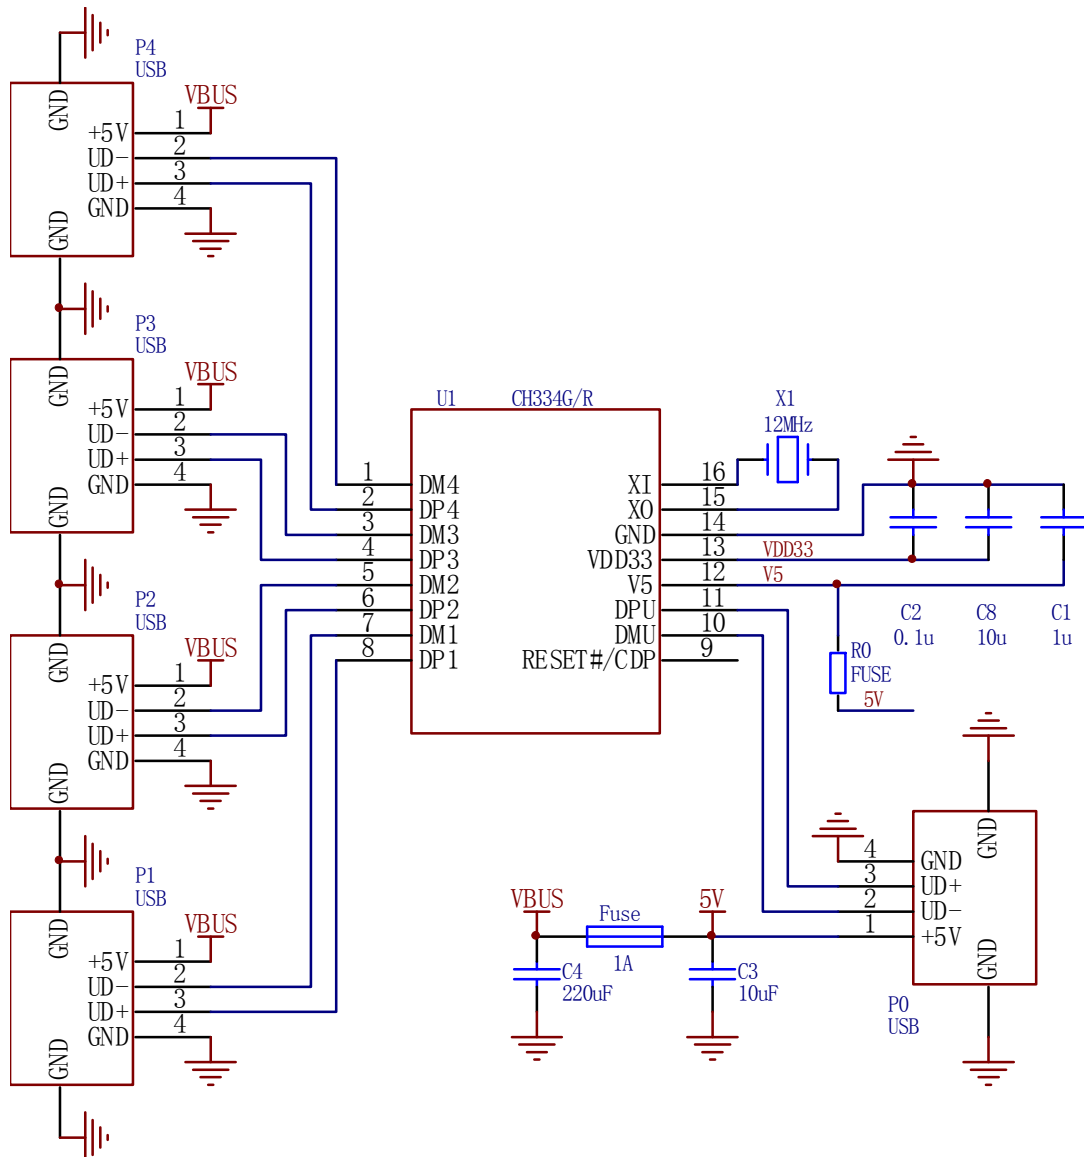 P4
USB
GND
VBUS
+5V
1
UD-
2
UD+
3
GND
4
GND
P3
USB
GND
VBUS
+5V
1
UD-
2
UD+
3
GND
4
GND
P2
USB
GND
VBUS
+5V
1
UD-
2
UD+
3
GND
4
GND
P1
USB
GND
VBUS
+5V
1
UD-
2
UD+
3
GND
4
GND
U1
CH334G/R
1 DM4
2 DP4
3 DM3
4 DP3
5 DM2
6 DP2
7 DM1
8 DP1
XI 16
XO 15
GND 14
VDD33 13
V5 12
DPU 11
DMU 10
RESET#/CDP 9
X1
12MHz
VDD33
V5
C2
0.1u
C8
10u
C1
1u
R0
FUSE
5V
VBUS
Fuse
1A
5V
C4
220uF
C3
10uF
GND
4 GND
3 UD+
2 UD-
1 +5V
GND
P0
USB